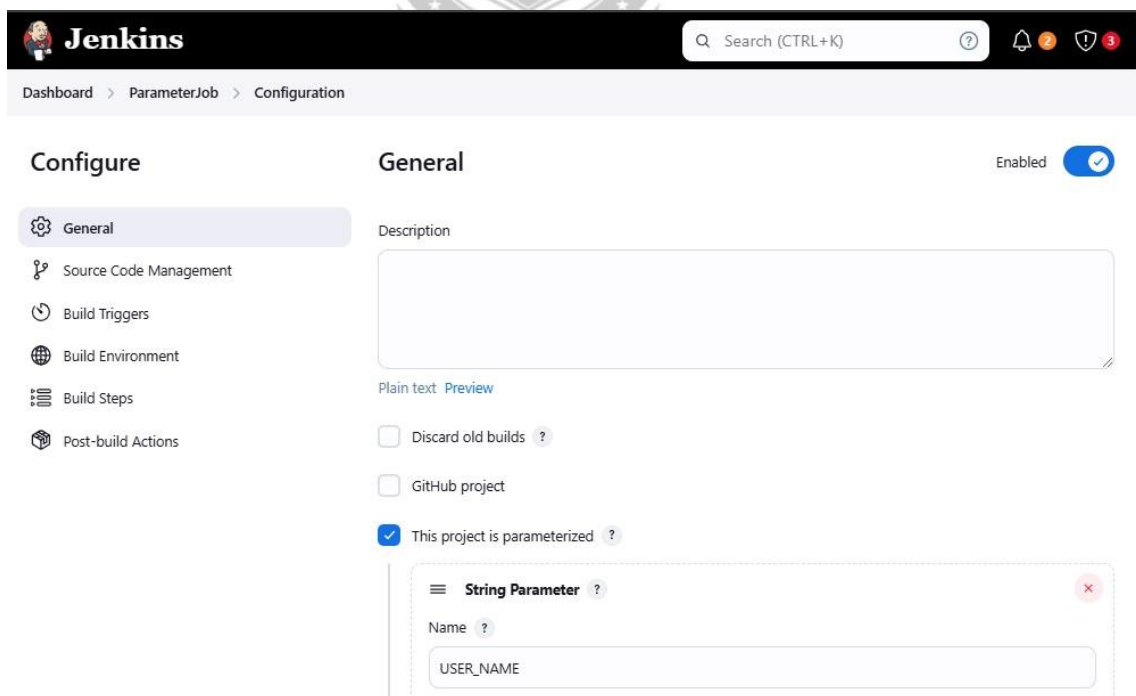 Jenkins
Search (CTRL+K) ?
2
3
Dashboard > ParameterJob > Configuration
Configure
General
Source Code Management
Build Triggers
Build Environment
Build Steps
Post-build Actions
General
Enabled
Description
Plain text Preview
Discard old builds ?
GitHub project
This project is parameterized ?
String Parameter ?
Name ?
USER_NAME